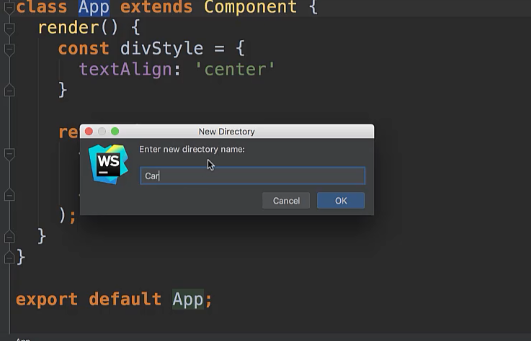 class App extends Component {
render() {
const divStyle = {
textAlign: 'center'
}
re
New Directory
Enter new directory name:
WS
Car
Cancel
OK
);
}
}
export default App;